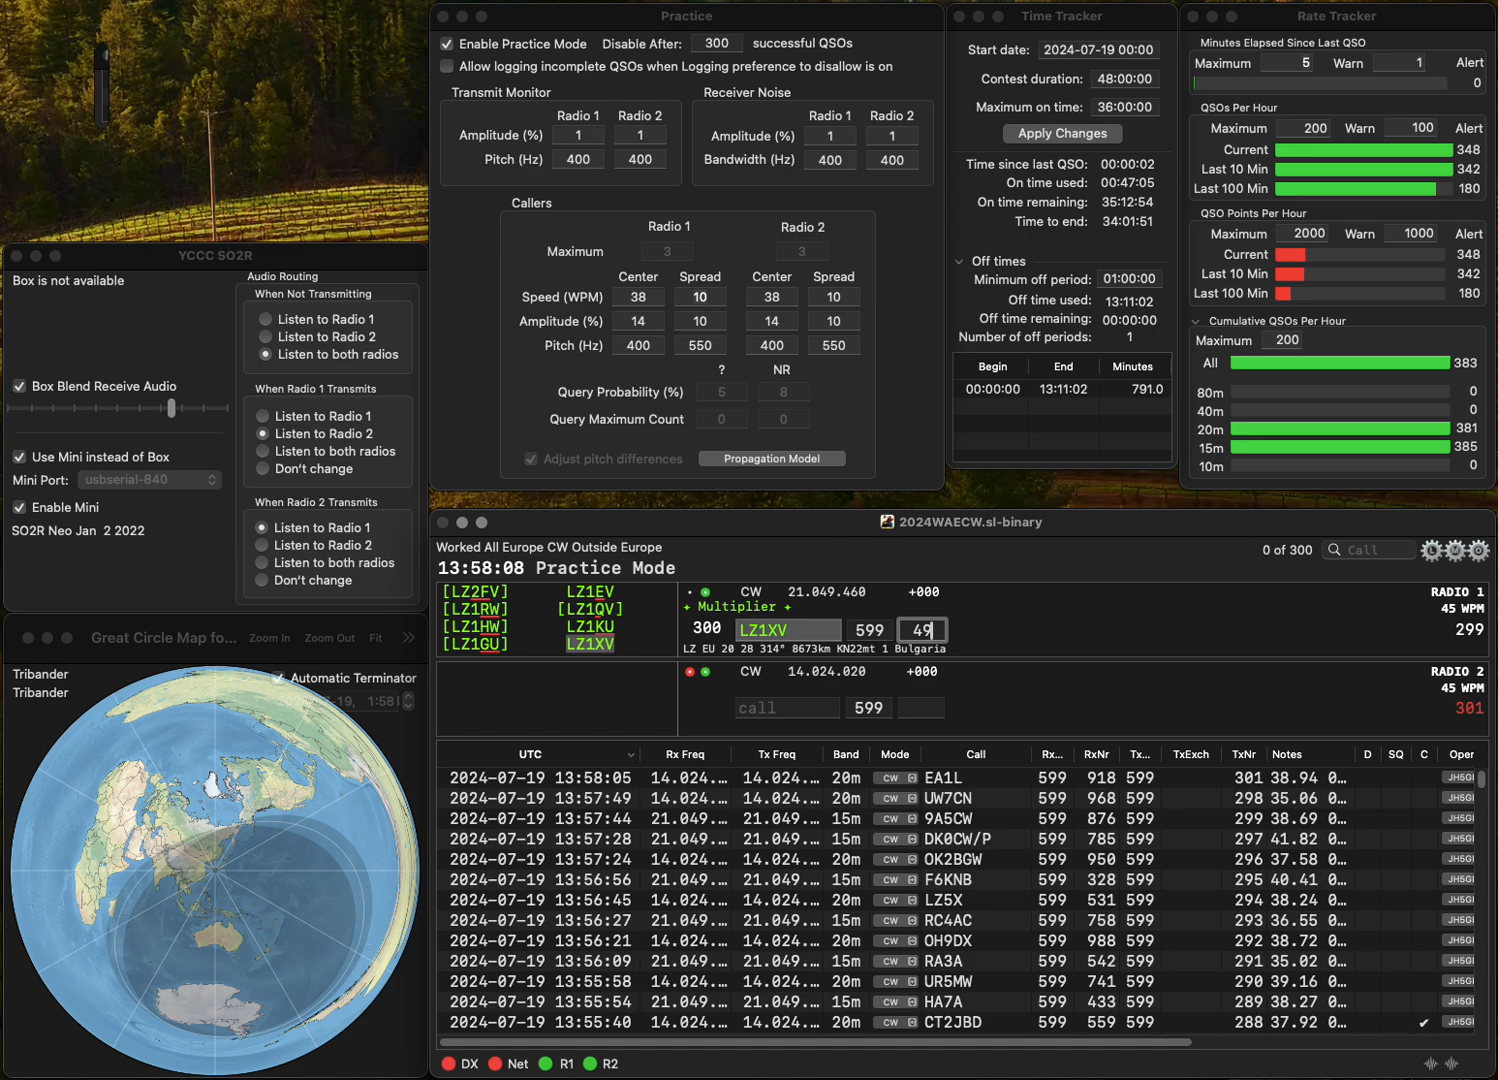 Practice
Enable Practice Mode Disable After: 300 successful QSOs
Allow logging incomplete QSOs when Logging preference to disallow is on
Transmit Monitor
Radio 1 Radio 2
Amplitude (%) 1 1
Pitch (Hz) 400 400
Receiver Noise
Radio 1 Radio 2
Amplitude (%) 1 1
Bandwidth (Hz) 400 400
Callers
Radio 1 Radio 2
Maximum 3 3
Center Spread Center Spread
Speed (WPM) 38 10 38 10
Amplitude (%) 14 10 14 10
Pitch (Hz) 400 550 400 550
? NR
Query Probability (%) 5 8
Query Maximum Count 0 0
Adjust pitch differences Propagation Model
Time Tracker
Start date: 2024-07-19 00:00
Contest duration: 48:00:00
Maximum on time: 36:00:00
Apply Changes
Time since last QSO: 00:00:02
On time used: 00:47:05
On time remaining: 35:12:54
Time to end: 34:01:51
Off times
Minimum off period: 01:00:00
Off time used: 13:11:02
Off time remaining: 00:00:00
Number of off periods: 1
Begin End Minutes
00:00:00 13:11:02 791.0
Rate Tracker
Minutes Elapsed Since Last QSO
Maximum 5 Warn 1 Alert
0
QSOs Per Hour
Maximum 200 Warn 100 Alert
Current 348
Last 10 Min 342
Last 100 Min 180
QSO Points Per Hour
Maximum 2000 Warn 1000 Alert
Current 348
Last 10 Min 342
Last 100 Min 180
Cumulative QSOs Per Hour
Maximum 200
All 383
80m 0
40m 0
20m 381
15m 385
10m 0
YCCC SO2R
Box is not available
Box Blend Receive Audio
Use Mini instead of Box
Mini Port: usbserial-840
Enable Mini
SO2R Neo Jan 2 2022
Audio Routing
When Not Transmitting
Listen to Radio 1
Listen to Radio 2
Listen to both radios
When Radio 1 Transmits
Listen to Radio 1
Listen to Radio 2
Listen to both radios
Don't change
When Radio 2 Transmits
Listen to Radio 1
Listen to Radio 2
Listen to both radios
Don't change
Great Circle Map fo... Zoom In Zoom Out Fit
Tribander
Tribander
Automatic Terminator
2024WAECW.sl-binary
Worked All Europe CW Outside Europe
0 of 300 Call
13:58:08 Practice Mode
[LZ2FV] LZ1EV
[LZ1RW] [LZ1QV]
[LZ1HW] LZ1KU
[LZ1GU] LZ1XV
CW 21.049.460 +000
+ Multiplier +
300 LZ1XV 599 49
LZ EU 20 28 314° 8673km KN22mt 1 Bulgaria
RADIO 1
45 WPM
299
CW 14.024.020 +000
call 599
RADIO 2
45 WPM
301
UTC Rx Freq Tx Freq Band Mode Call Rx... RxNr Tx... TxExch TxNr Notes D SQ C Oper
2024-07-19 13:58:05 14.024.... 14.024.... 20m CW EA1L 599 918 599 301 38.94 0... JH5GI
2024-07-19 13:57:49 14.024.... 14.024.... 20m CW UW7CN 599 968 599 298 35.06 0... JH5GI
2024-07-19 13:57:44 21.049.... 21.049.... 15m CW 9A5CW 599 876 599 299 38.69 0... JH5GI
2024-07-19 13:57:28 14.024.... 14.024.... 20m CW DK0CW/P 599 785 599 297 41.82 0... JH5GI
2024-07-19 13:57:24 14.024.... 14.024.... 20m CW OK2BGW 599 950 599 296 37.58 0... JH5GI
2024-07-19 13:56:56 21.049.... 21.049.... 15m CW F6KNB 599 328 599 295 40.41 0... JH5GI
2024-07-19 13:56:45 14.024.... 14.024.... 20m CW LZ5X 599 531 599 294 38.24 0... JH5GI
2024-07-19 13:56:27 21.049.... 21.049.... 15m CW RC4AC 599 758 599 293 36.55 0... JH5GI
2024-07-19 13:56:21 14.024.... 14.024.... 20m CW OH9DX 599 988 599 292 38.72 0... JH5GI
2024-07-19 13:56:09 21.049.... 21.049.... 15m CW RA3A 599 542 599 291 35.02 0... JH5GI
2024-07-19 13:55:58 14.024.... 14.024.... 20m CW UR5MW 599 741 599 290 39.16 0... JH5GI
2024-07-19 13:55:54 21.049.... 21.049.... 15m CW HA7A 599 433 599 289 38.27 0... JH5GI
2024-07-19 13:55:40 14.024.... 14.024.... 20m CW CT2JBD 599 559 599 288 37.92 0... JH5GI
DX Net R1 R2